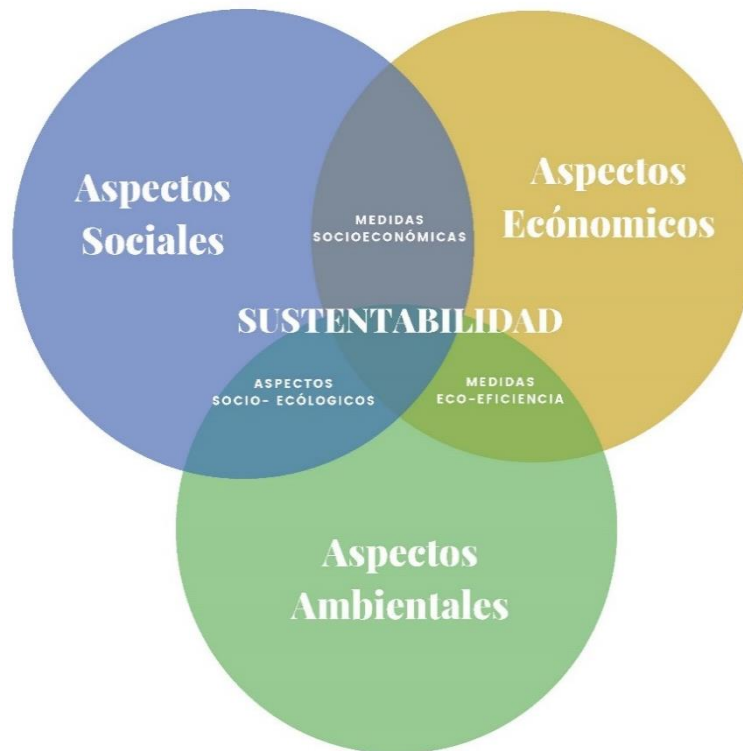 Aspectos
Sociales
Aspectos
Ecónomicos
MEDIDAS
SOCIOECONÓMICAS
SUSTENTABILIDAD
ASPECTOS
SOCIO- ECÓLOGICOS
MEDIDAS
ECO-EFICIENCIA
Aspectos
Ambientales